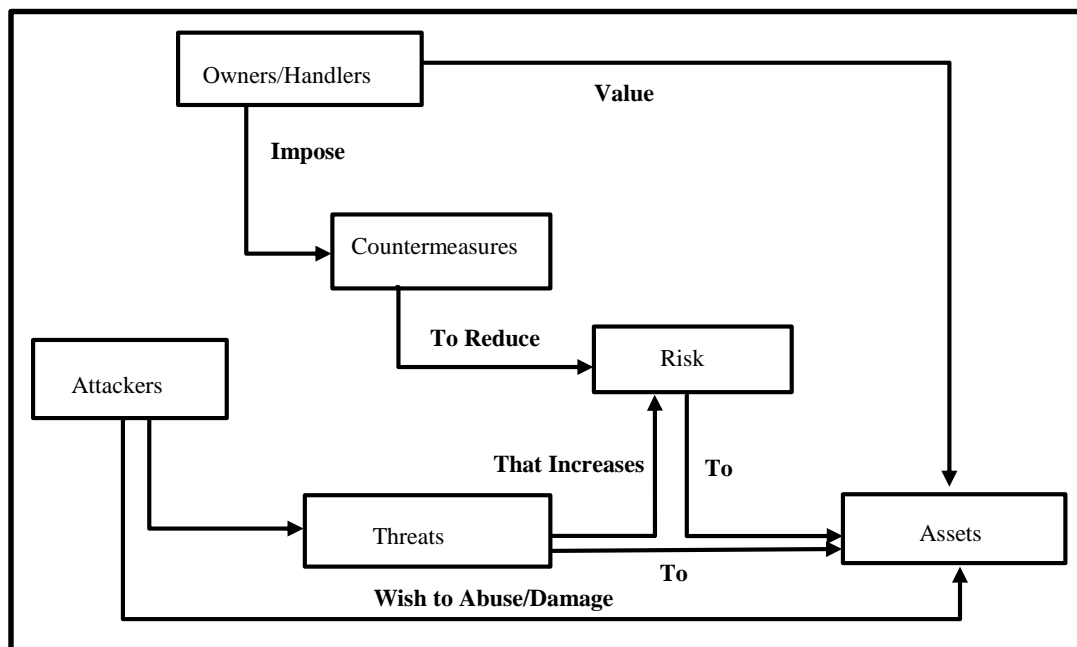 Owners/Handlers
Value
Impose
Countermeasures
To Reduce
Risk
Attackers
That Increases
To
Threats
Assets
To
Wish to Abuse/Damage